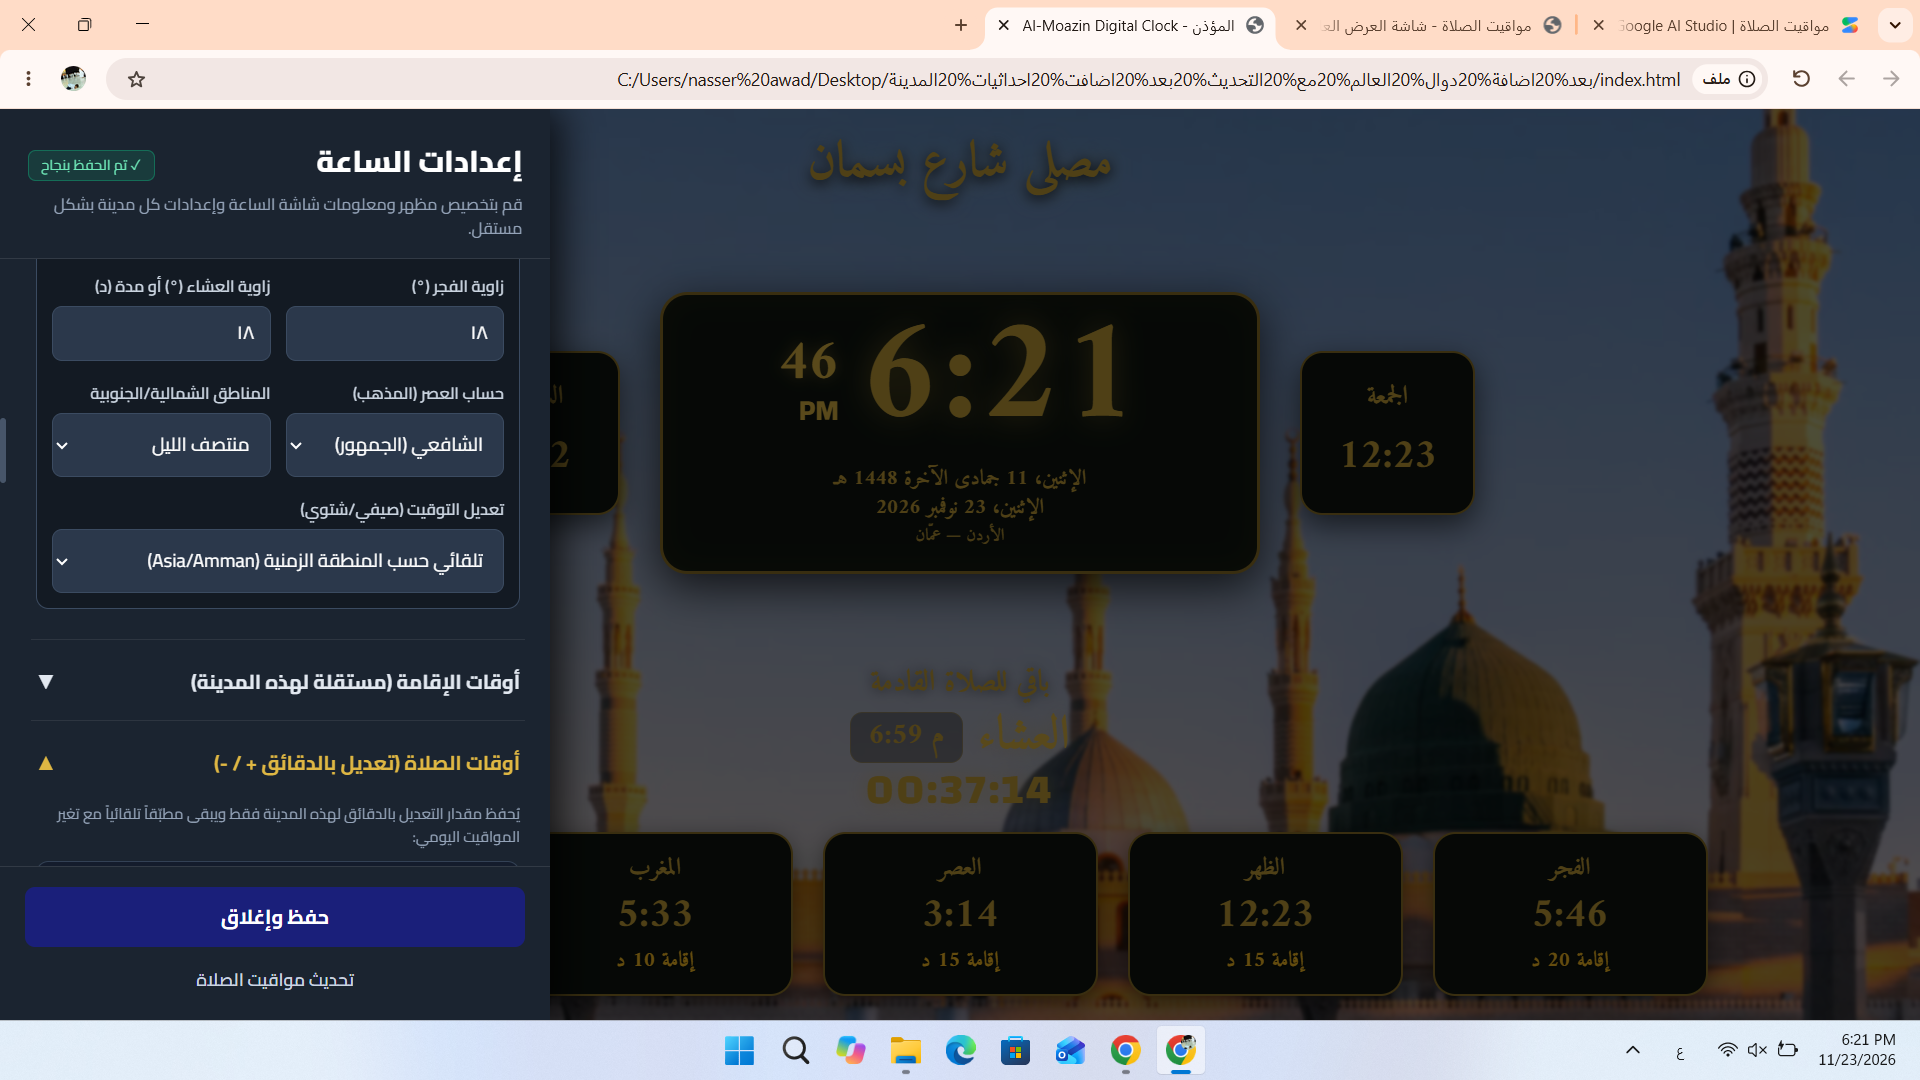 مواقيت الصلاة | Google AI Studio
مواقيت الصلاة - شاشة العرض
المؤذن - Al-Moazin Digital Clock
ملف
C:/Users/nasser%20awad/Desktop/بعد%20اضافة%20دوال%20العالم%20مع%20التحديث%20بعد%20اضافت%20احداثيات%20المدينة/index.html
إعدادات الساعة
✓ تم الحفظ بنجاح
قم بتخصيص مظهر ومعلومات شاشة الساعة وإعدادات كل مدينة بشكل
مستقل.
زاوية الفجر (°)
زاوية العشاء (°) أو مدة (د)
١٨
١٨
حساب العصر (المذهب)
المناطق الشمالية/الجنوبية
الشافعي (الجمهور)
منتصف الليل
تعديل التوقيت (صيفي/شتوي)
تلقائي حسب المنطقة الزمنية (Asia/Amman)
أوقات الإقامة (مستقلة لهذه المدينة)
▼
أوقات الصلاة (تعديل بالدقائق + / -)
▲
يُحفظ مقدار التعديل بالدقائق لهذه المدينة فقط ويبقى مطبّقاً تلقائياً مع تغير
المواقيت اليومي:
حفظ وإغلاق
تحديث مواقيت الصلاة
مصلى شارع بسمان
الجمعة
12:23
6:21
46
PM
الإثنين، 11 جمادى الآخرة 1448 هـ
الإثنين، 23 نوفمبر 2026
الأردن — عمّان
2
باقي للصلاة القادمة
العشاء
6:59 م
00:37:14
الفجر
5:46
إقامة 20 د
الظهر
12:23
إقامة 15 د
العصر
3:14
إقامة 15 د
المغرب
5:33
إقامة 10 د
ع
6:21 PM
11/23/2026